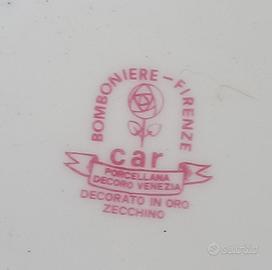 BOMBONIERE - FIRENZE
car
PORCELLANA
DECORO VENEZIA
DECORATO IN ORO
ZECCHINO
subito